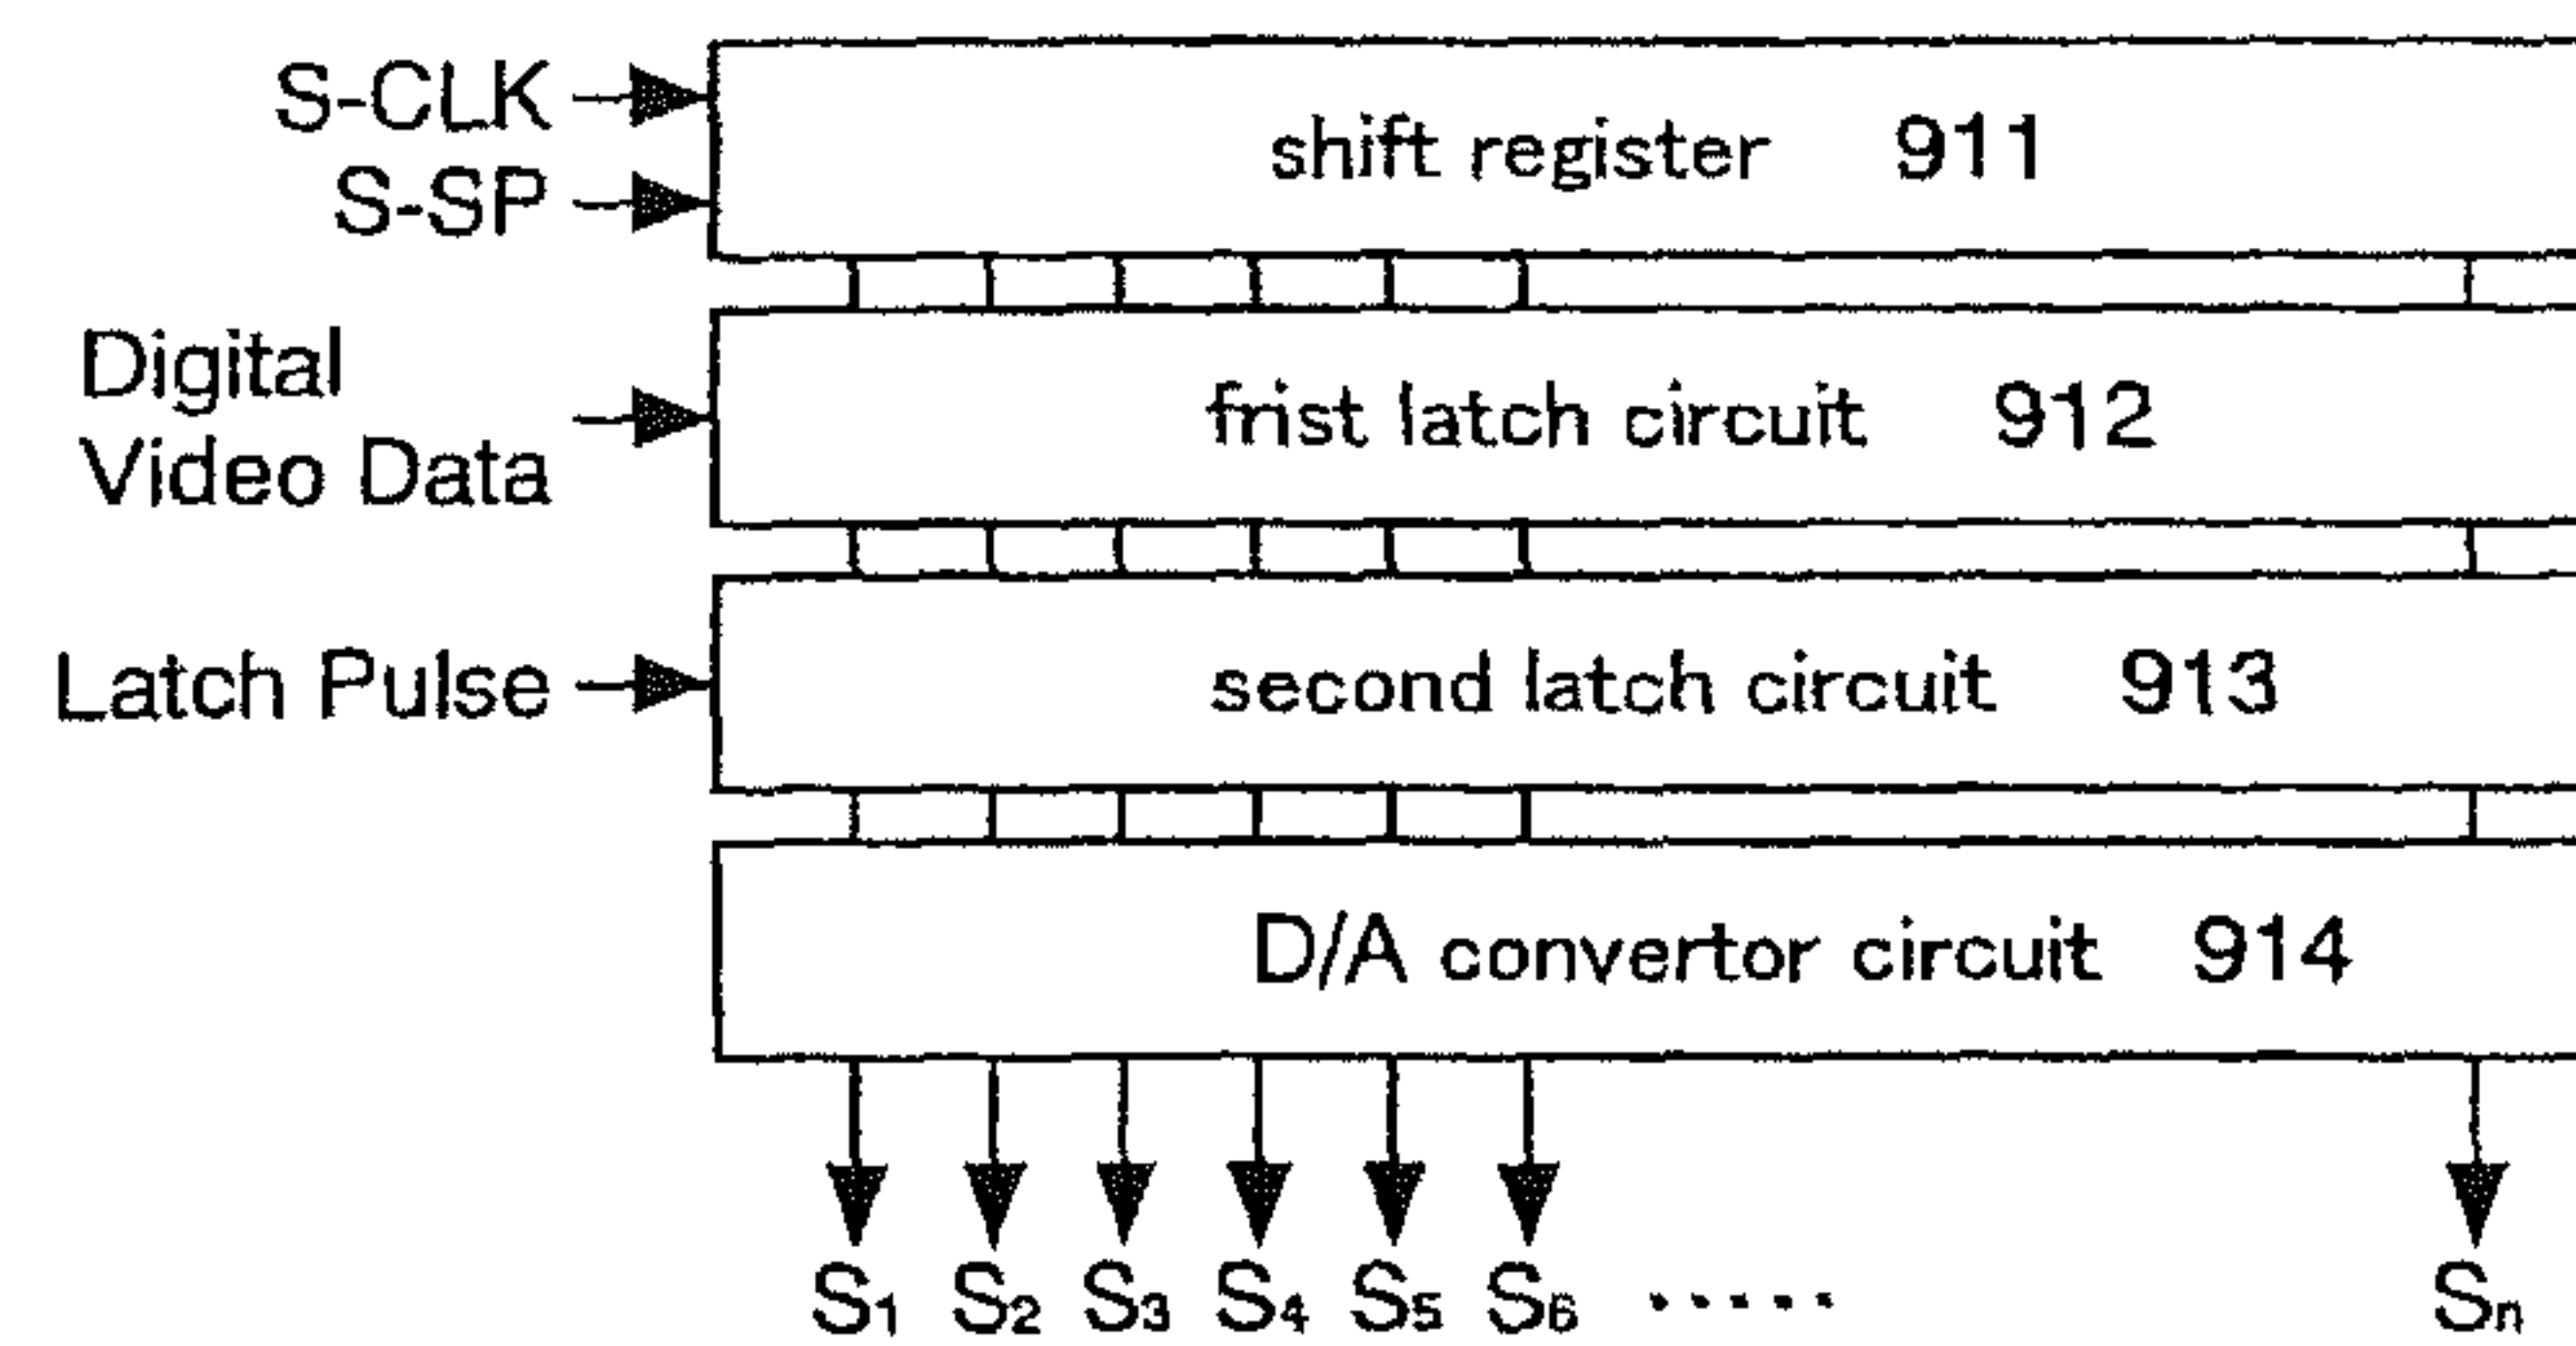 S-CLK
S-SP
shift register 911
Digital
Video Data
frist latch circuit 912
Latch Pulse
second latch circuit 913
D/A convertor circuit 914
S1 S2 S3 S4 S5 S6 ..... Sn